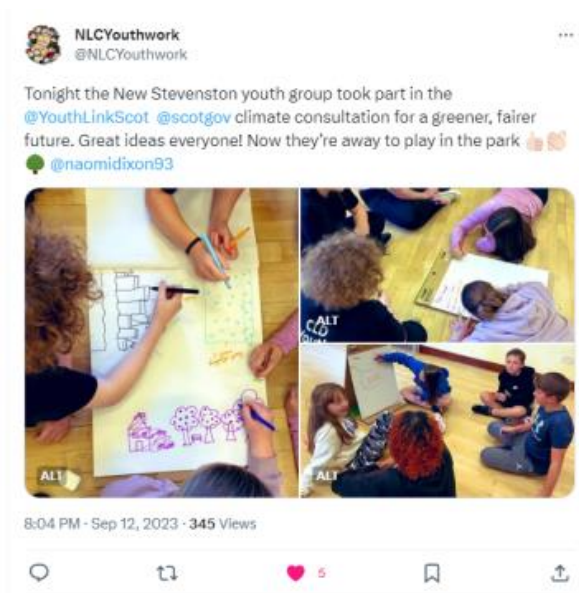 NLCYouthwork
@NLCYouthwork
Tonight the New Stevenston youth group took part in the
@YouthLinkScot @scotgov climate consultation for a greener, fairer
future. Great ideas everyone! Now they're away to play in the park 👍🏻👏🏻
🌳 @naomidixon93
ALT
CLD
ALT
ALT
8:04 PM · Sep 12, 2023 · 345 Views
5